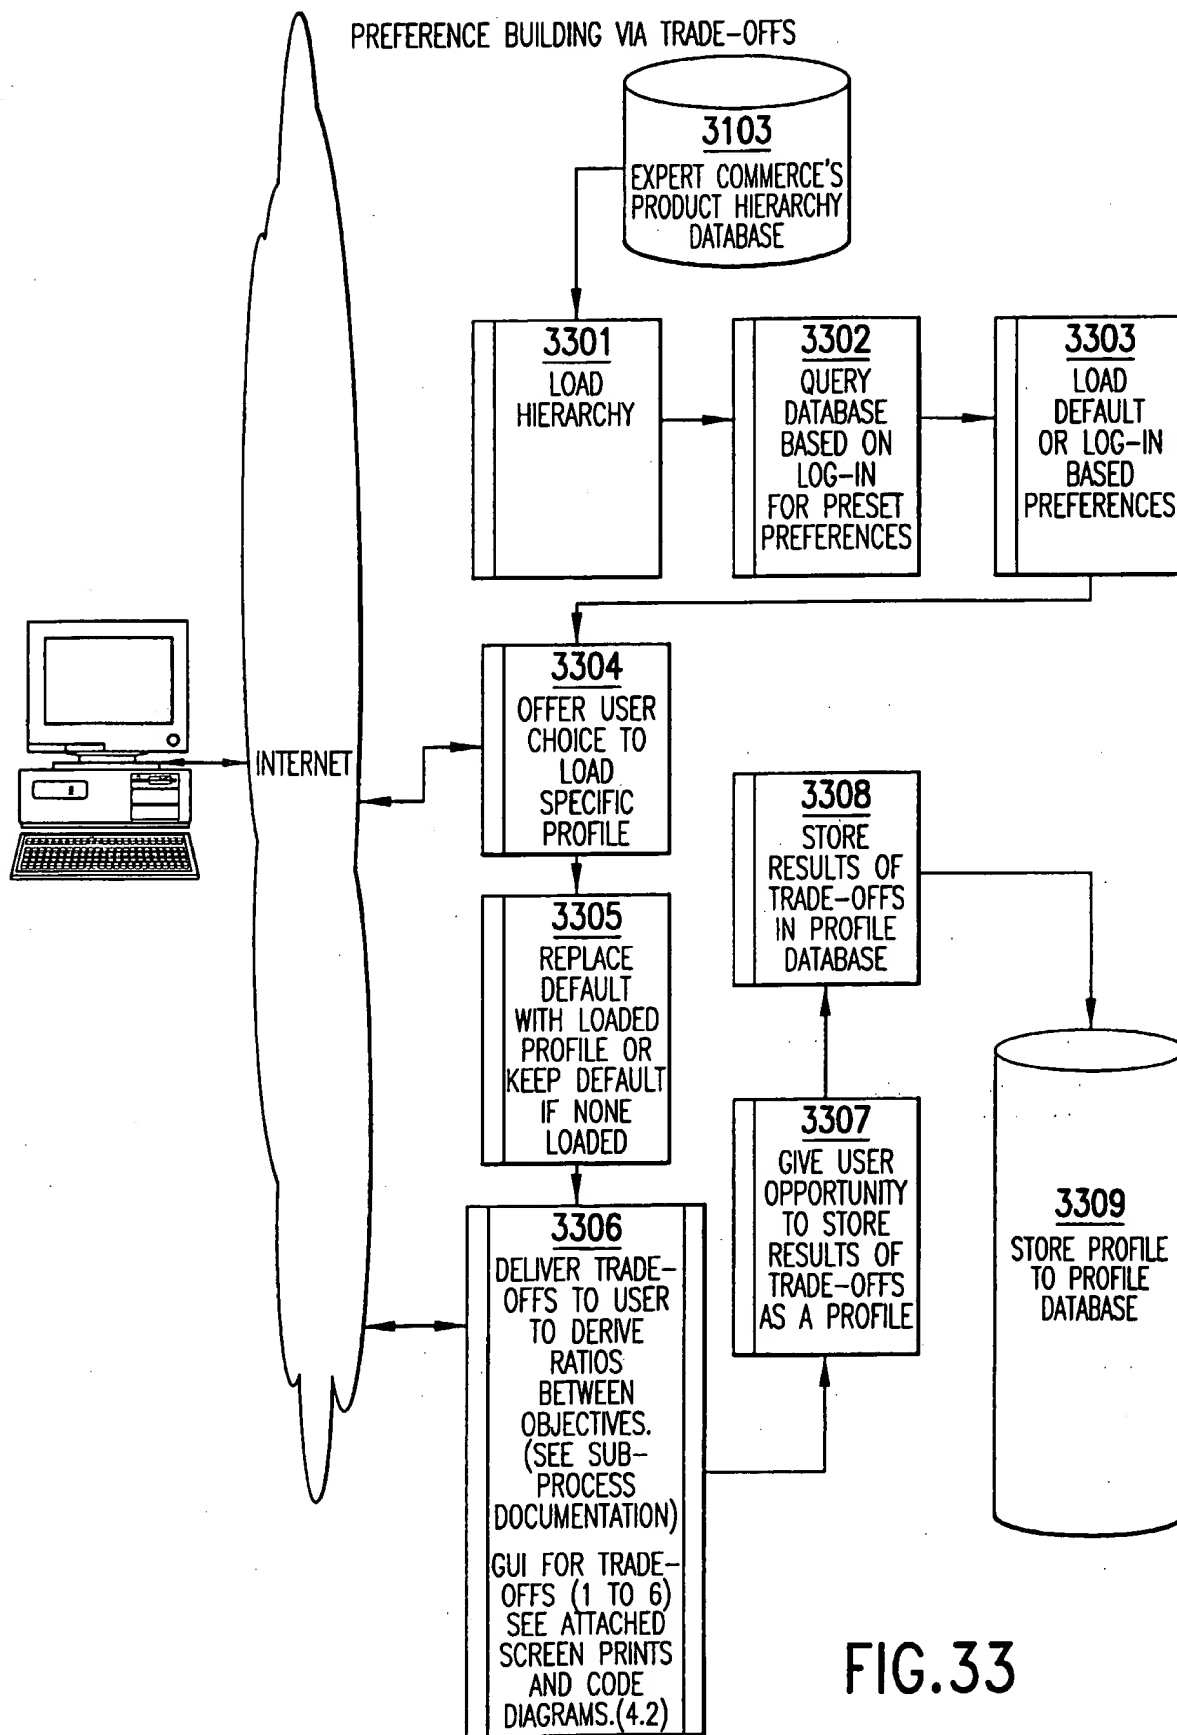 PREFERENCE BUILDING VIA TRADE-OFFS
3103
EXPERT COMMERCE'S
PRODUCT HIERARCHY
DATABASE
3301
LOAD
HIERARCHY
3302
QUERY
DATABASE
BASED ON
LOG-IN
FOR PRESET
PREFERENCES
3303
LOAD
DEFAULT
OR LOG-IN
BASED
PREFERENCES
3304
OFFER USER
CHOICE TO
LOAD
SPECIFIC
PROFILE
INTERNET
3305
REPLACE
DEFAULT
WITH LOADED
PROFILE OR
KEEP DEFAULT
IF NONE
LOADED
3306
DELIVER TRADE-
OFFS TO USER
TO DERIVE
RATIOS
BETWEEN
OBJECTIVES.
(SEE SUB-
PROCESS
DOCUMENTATION)
GUI FOR TRADE-
OFFS (1 TO 6)
SEE ATTACHED
SCREEN PRINTS
AND CODE
DIAGRAMS.(4.2)
3307
GIVE USER
OPPORTUNITY
TO STORE
RESULTS OF
TRADE-OFFS
AS A PROFILE
3308
STORE
RESULTS OF
TRADE-OFFS
IN PROFILE
DATABASE
3309
STORE PROFILE
TO PROFILE
DATABASE
FIG.33